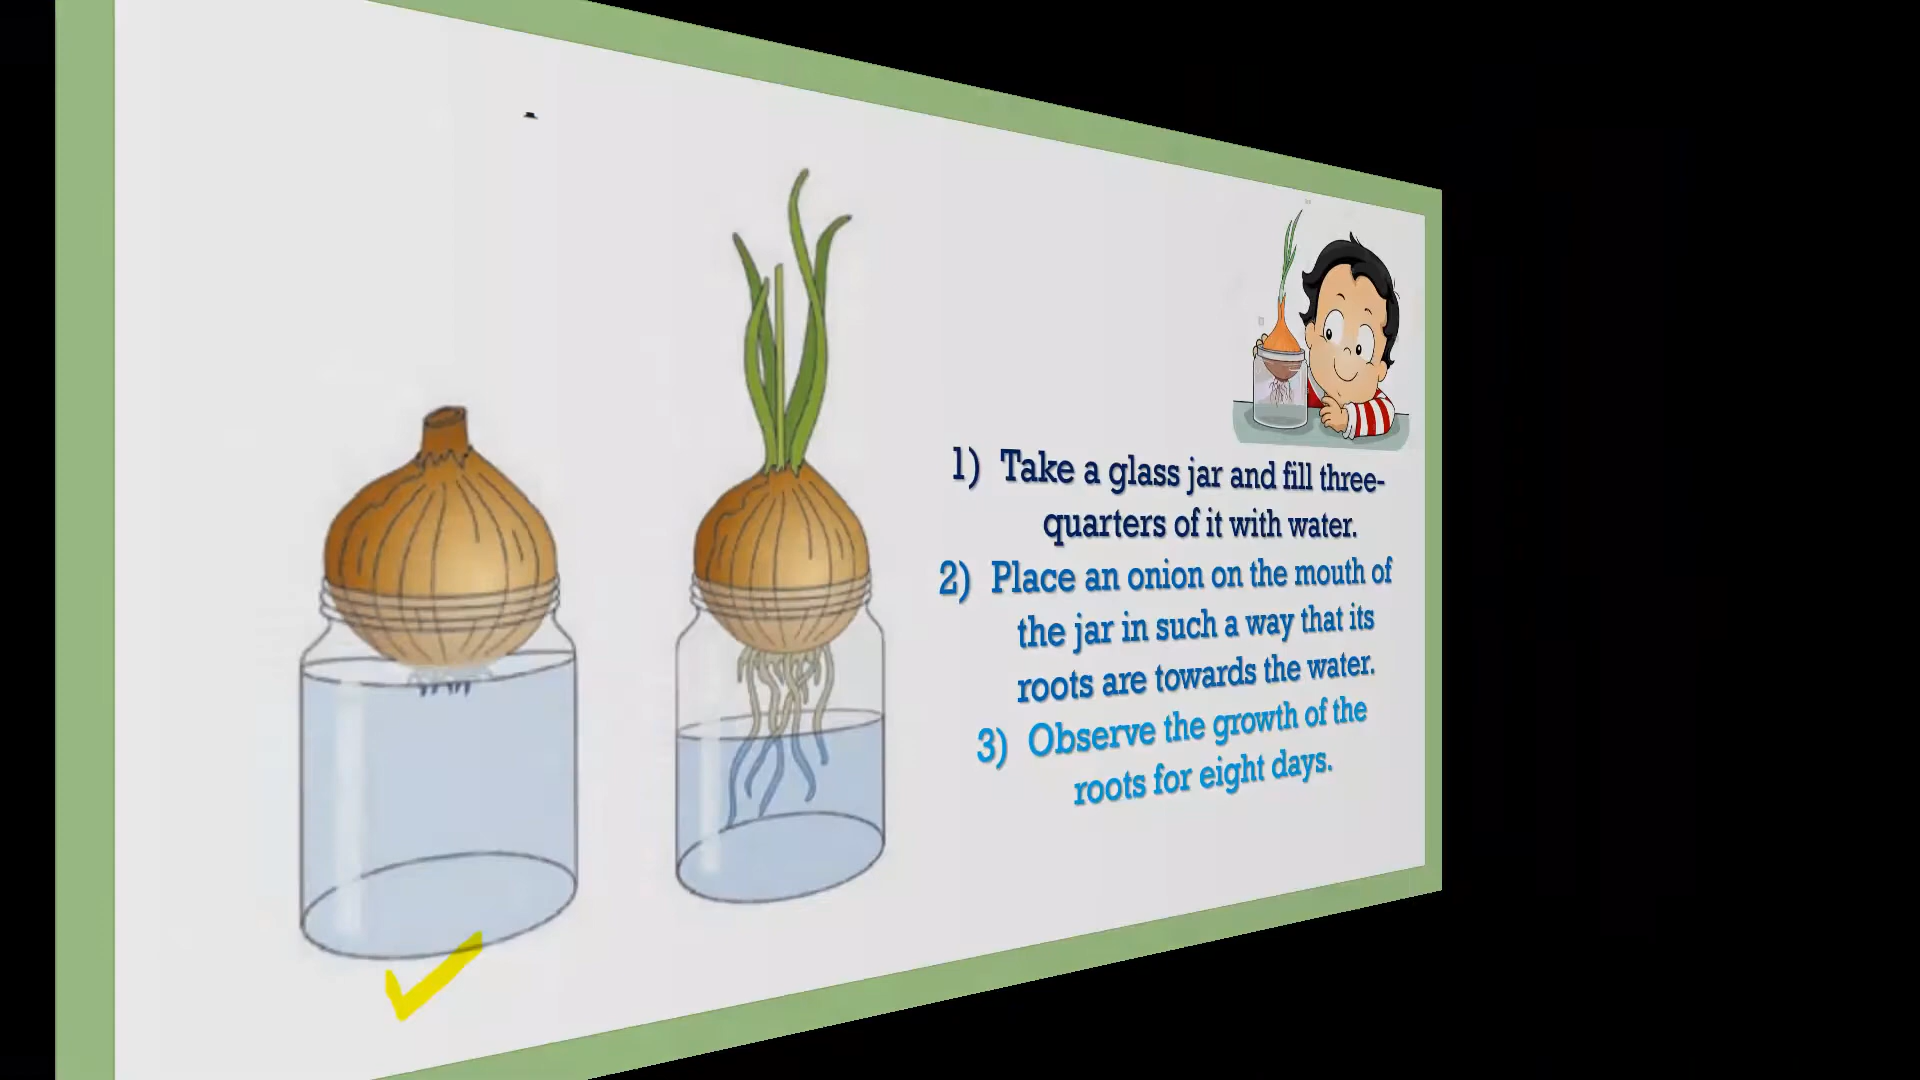 1) Take a glass jar and fill three-
quarters of it with water.
2) Place an onion on the mouth of
the jar in such a way that its
roots are towards the water.
3) Observe the growth of the
roots for eight days.